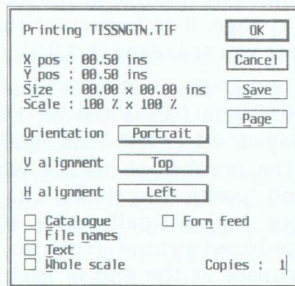 Printing TISSNGTN.TIF OK
X pos : 00.50 ins Cancel
Y pos : 00.50 ins
Size : 00.00 x 00.00 ins Save
Scale : 100 % x 100 %
Page
Orientation Portrait
V alignment Top
H alignment Left
Catalogue Form feed
File names
Text
Whole scale Copies : 1